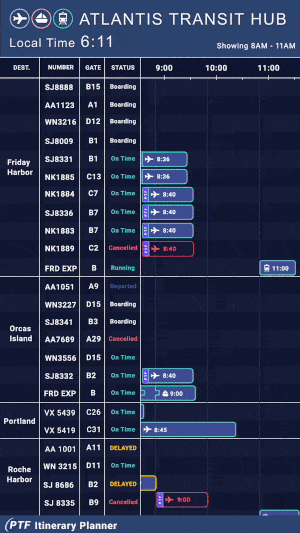 ATLANTIS TRANSIT HUB
Local Time 6:11
Showing 8AM - 11AM
DEST. NUMBER GATE STATUS 9:00 10:00 11:00
SJ8888 B15 Boarding
AA1123 A1 Boarding
WN3216 D12 Boarding
SJ8009 B1 Boarding
Friday Harbor
SJ8331 B1 On Time 8:36
NK1885 C13 On Time 8:36
NK1884 C7 On Time 8:40
SJ8336 B7 On Time 8:40
NK1883 B7 On Time 8:40
NK1889 C2 Cancelled 8:40
FRD EXP B Running 11:00
AA1051 A9 Departed
WN3227 D15 Boarding
SJ8341 B3 Boarding
Orcas Island
AA7689 A29 Cancelled
WN3556 D15 On Time
SJ8332 B2 On Time 8:40
FRD EXP B On Time 9:00
Portland
VX 5439 C26 On Time
VX 5419 C31 On Time 8:45
Roche Harbor
AA 1001 A11 DELAYED
WN 3215 D11 On Time
SJ 8686 B2 DELAYED
SJ 8335 B9 Cancelled 9:00
(PTF Itinerary Planner